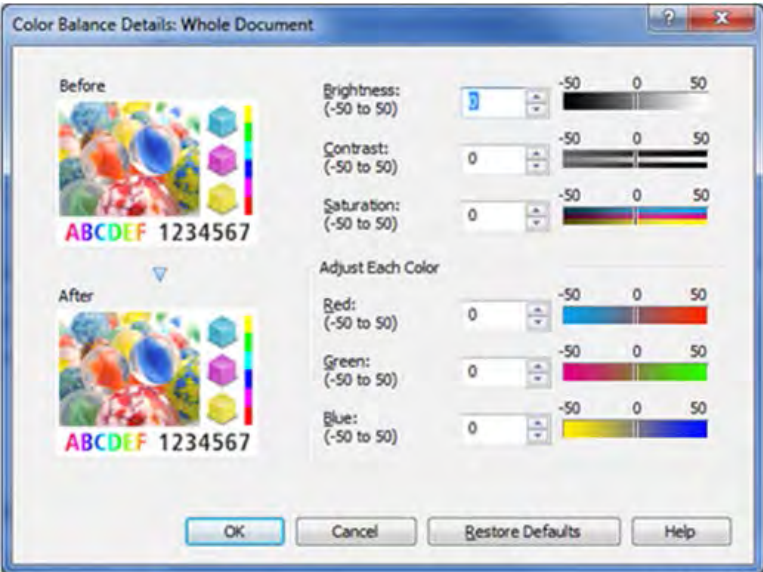 Color Balance Details: Whole Document
Before
ABCDEF 1234567
After
ABCDEF 1234567
Brightness:
(-50 to 50)
0
-50 0 50
Contrast:
(-50 to 50)
0
-50 0 50
Saturation:
(-50 to 50)
0
-50 0 50
Adjust Each Color
Red:
(-50 to 50)
0
-50 0 50
Green:
(-50 to 50)
0
-50 0 50
Blue:
(-50 to 50)
0
-50 0 50
OK Cancel Restore Defaults Help